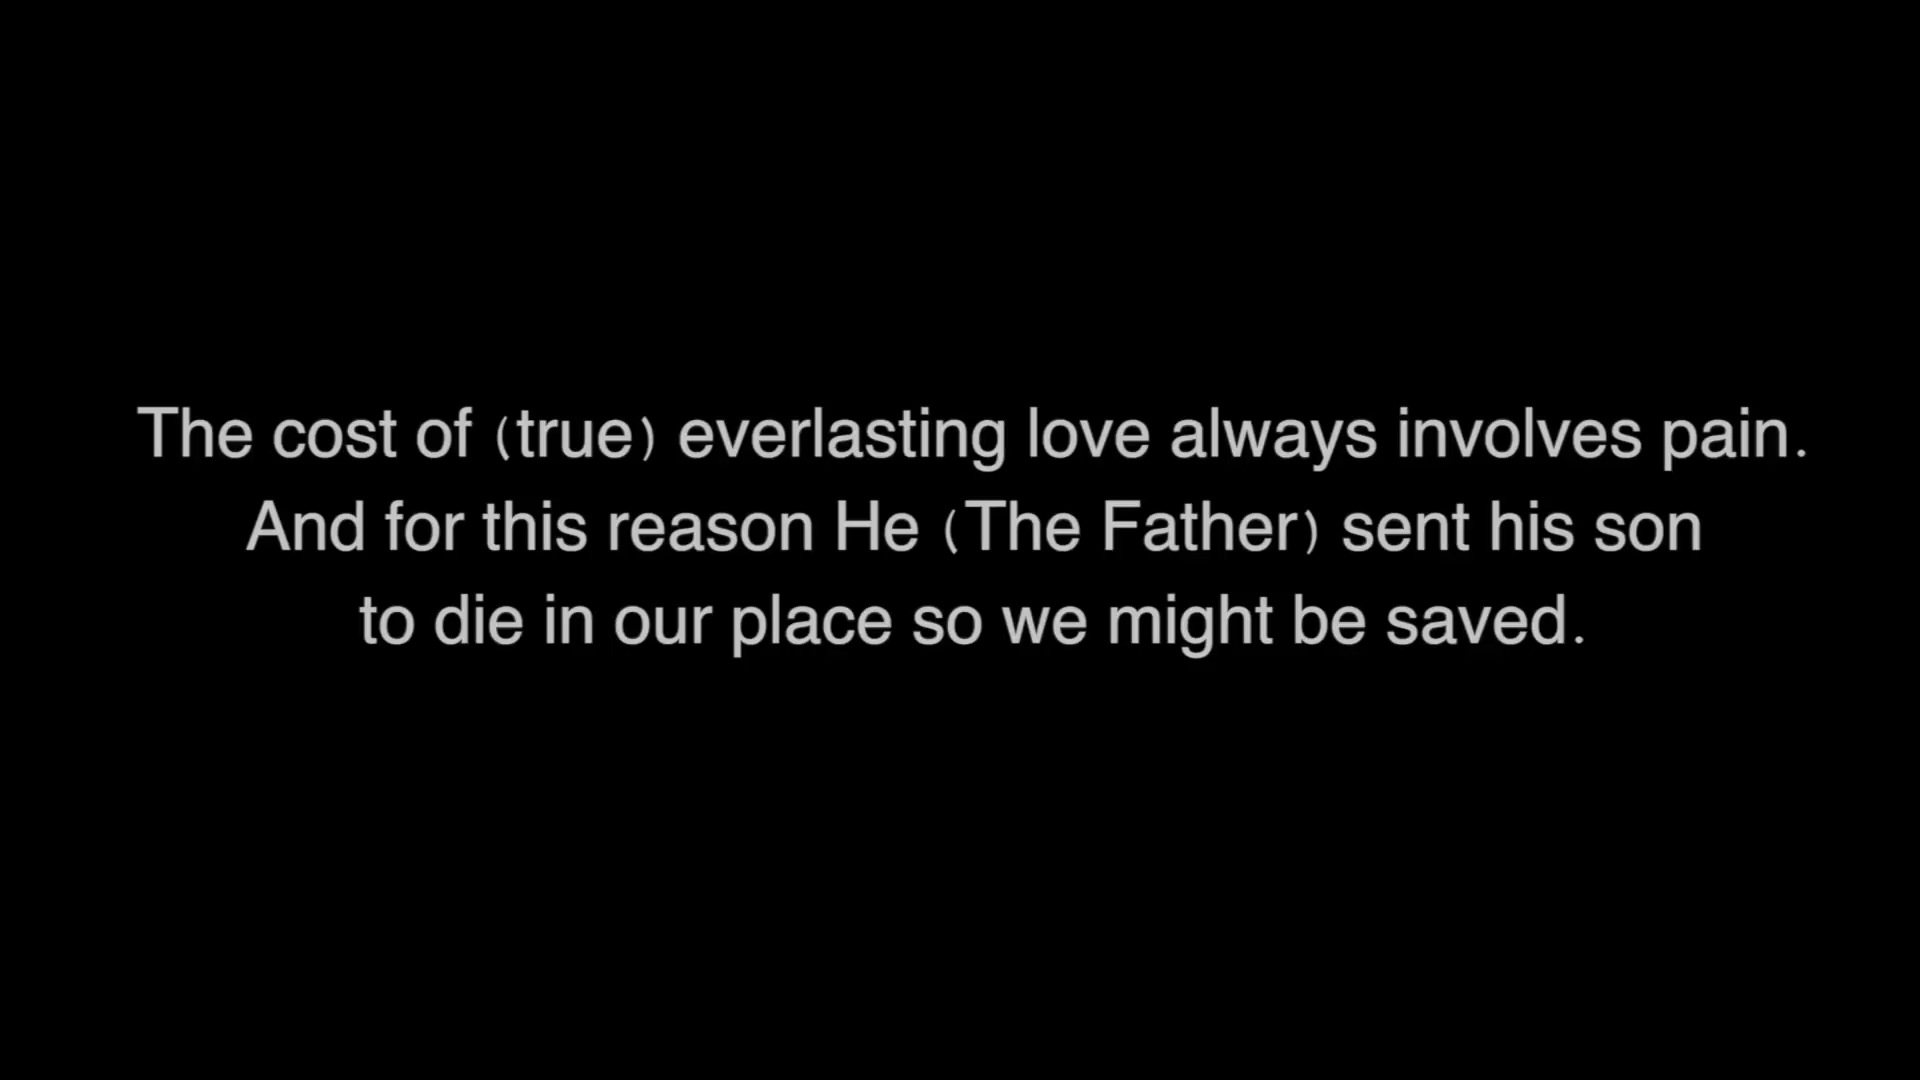 The cost of (true) everlasting love always involves pain.
And for this reason He (The Father) sent his son
to die in our place so we might be saved.